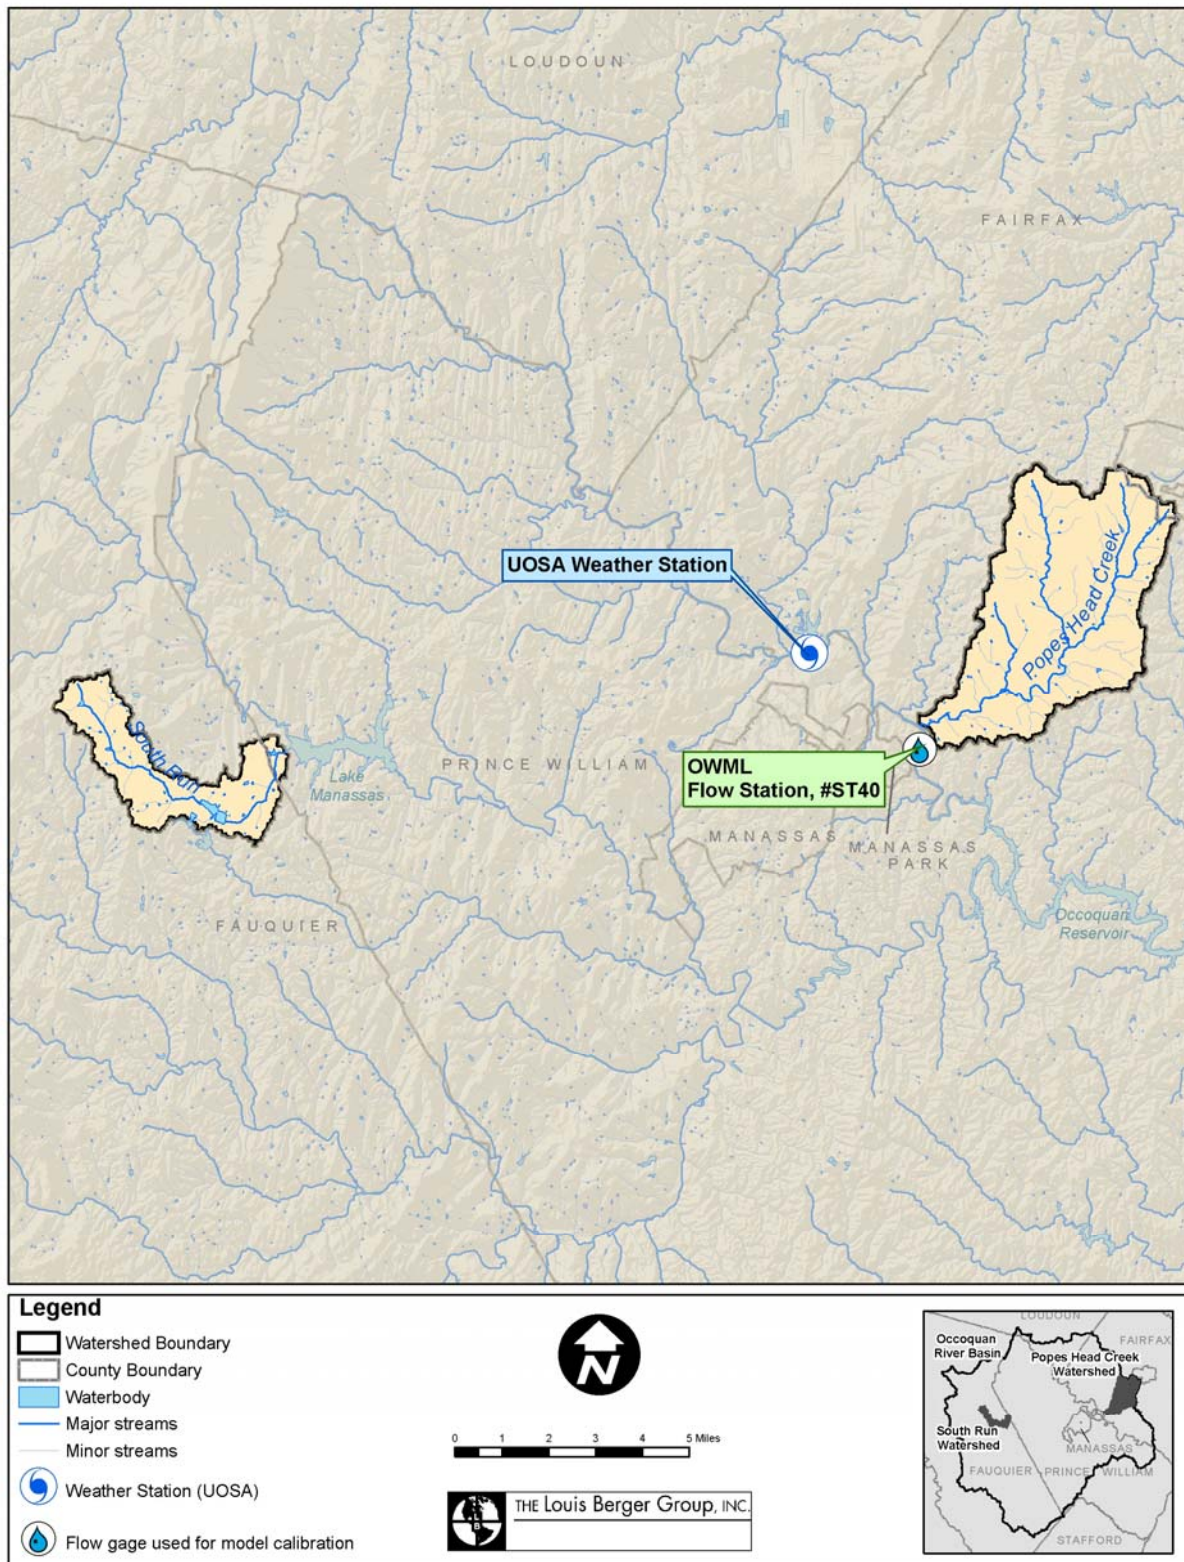 LOUDOUN
FAIRFAX
UOSA Weather Station
Popes Head Creek
South Run
Lake
Manassas
PRINCE WILLIAM
OWML
Flow Station, #ST40
MANASSAS
MANASSAS
PARK
Occoquan
Reservoir
FAUQUIER
Legend
Watershed Boundary
County Boundary
Waterbody
Major streams
Minor streams
Weather Station (UOSA)
Flow gage used for model calibration
N
0 1 2 3 4 5 Miles
THE Louis Berger Group, INC.
LOUDOUN
Occoquan
River Basin
FAIRFAX
Popes Head Creek
Watershed
South Run
Watershed
MANASSAS
FAUQUIER
PRINCE WILLIAM
STAFFORD